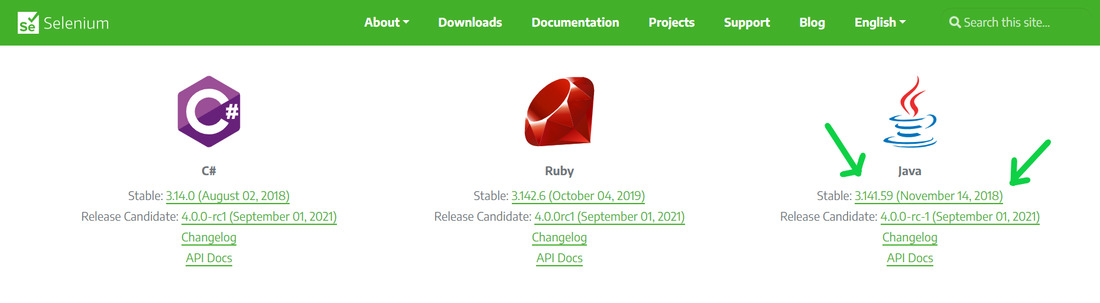 Se Selenium About Downloads Documentation Projects Support Blog English Search this site...
C#
C# Ruby Java
Stable: 3.14.0 (August 02, 2018) Stable: 3.142.6 (October 04, 2019) Stable: 3.141.59 (November 14, 2018)
Release Candidate: 4.0.0-rc1 (September 01, 2021) Release Candidate: 4.0.0rc1 (September 01, 2021) Release Candidate: 4.0.0-rc-1 (September 01, 2021)
Changelog Changelog Changelog
API Docs API Docs API Docs